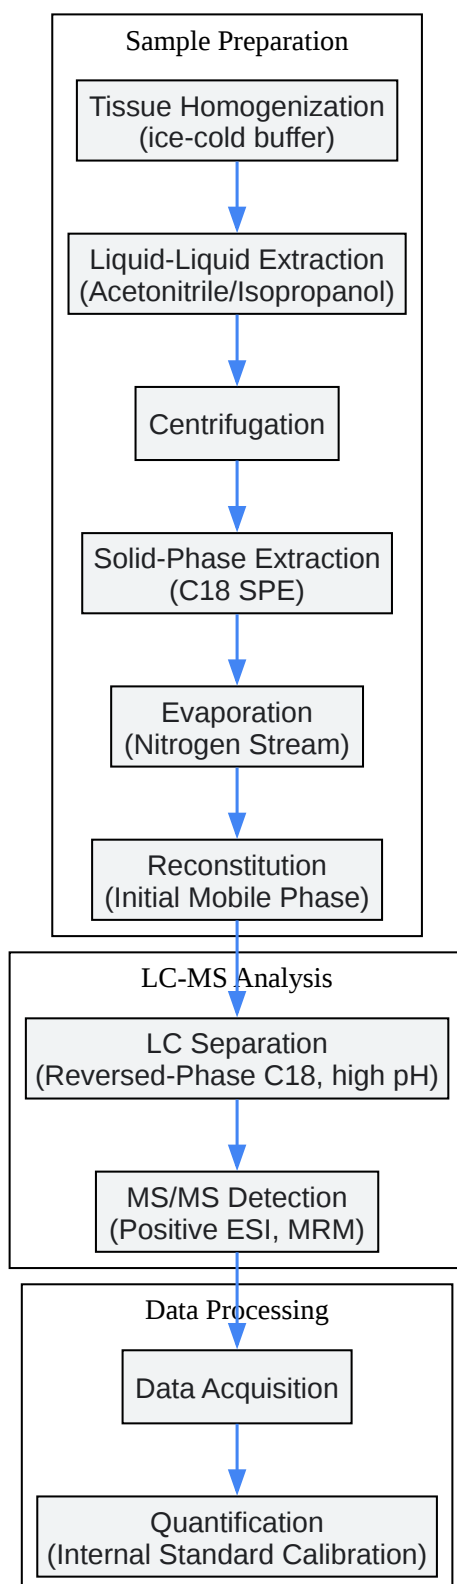 Sample Preparation
Tissue Homogenization
(ice-cold buffer)
Liquid-Liquid Extraction
(Acetonitrile/Isopropanol)
Centrifugation
Solid-Phase Extraction
(C18 SPE)
Evaporation
(Nitrogen Stream)
Reconstitution
(Initial Mobile Phase)
LC-MS Analysis
LC Separation
(Reversed-Phase C18, high pH)
MS/MS Detection
(Positive ESI, MRM)
Data Processing
Data Acquisition
Quantification
(Internal Standard Calibration)